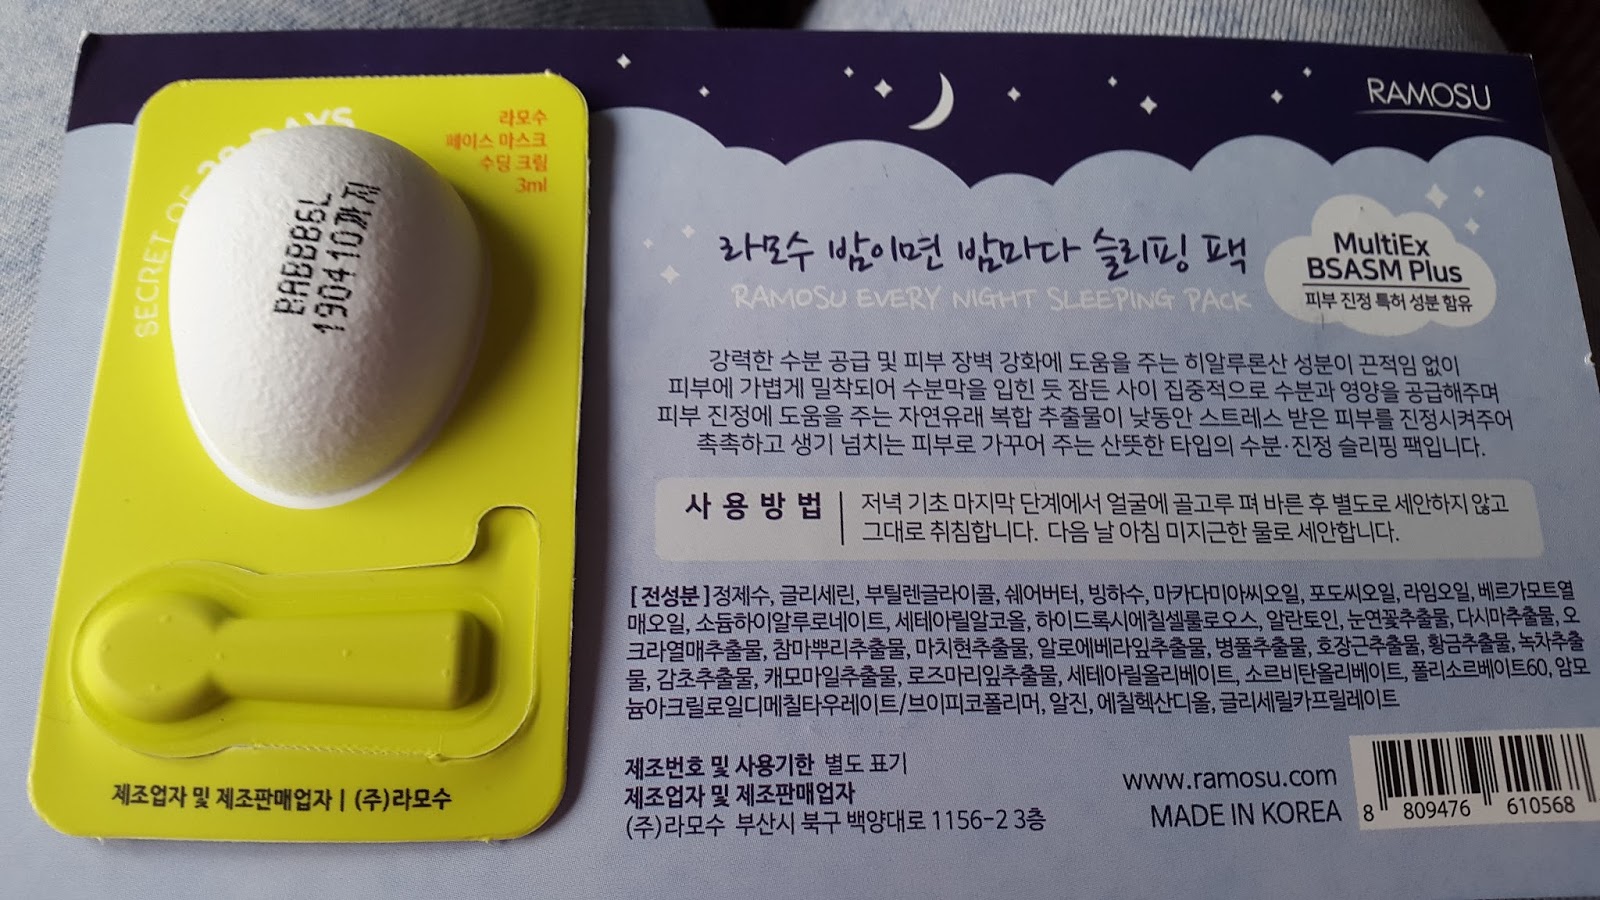 SECRET OF 28 DAYS
라모수
페이스 마스크
수딩 크림
3ml
RABBB6L
190410까지
제조업자 및 제조판매업자 | (주)라모수
RAMOSU
라모수 밤이면 밤마다 슬리핑 팩
RAMOSU EVERY NIGHT SLEEPING PACK
MultiEx
BSASM Plus
피부 진정 특허 성분 함유
강력한 수분 공급 및 피부 장벽 강화에 도움을 주는 히알루론산 성분이 끈적임 없이
피부에 가볍게 밀착되어 수분막을 입힌 듯 잠든 사이 집중적으로 수분과 영양을 공급해주며
피부 진정에 도움을 주는 자연유래 복합 추출물이 낮동안 스트레스 받은 피부를 진정시켜주어
촉촉하고 생기 넘치는 피부로 가꾸어 주는 산뜻한 타입의 수분·진정 슬리핑 팩입니다.
사용방법 | 저녁 기초 마지막 단계에서 얼굴에 골고루 펴 바른 후 별도로 세안하지 않고
그대로 취침합니다. 다음 날 아침 미지근한 물로 세안합니다.
[전성분] 정제수, 글리세린, 부틸렌글라이콜, 쉐어버터, 빙하수, 마카다미아씨오일, 포도씨오일, 라임오일, 베르가모트열
매오일, 소듐하이알루로네이트, 세테아릴알코올, 하이드록시에칠셀룰로오스, 알란토인, 눈연꽃추출물, 다시마추출물, 오
크라열매추출물, 참마뿌리추출물, 마치현추출물, 알로에베라잎추출물, 병풀추출물, 호장근추출물, 황금추출물, 녹차추출
물, 감초추출물, 캐모마일추출물, 로즈마리잎추출물, 세테아릴올리베이트, 소르비탄올리베이트, 폴리소르베이트60, 암모
늄아크릴로일디메칠타우레이트/브이피코폴리머, 알진, 에칠헥산디올, 글리세릴카프릴레이트
제조번호 및 사용기한 별도 표기
제조업자 및 제조판매업자
(주)라모수 부산시 북구 백양대로 1156-2 3층
www.ramosu.com
MADE IN KOREA
8 809476 610568